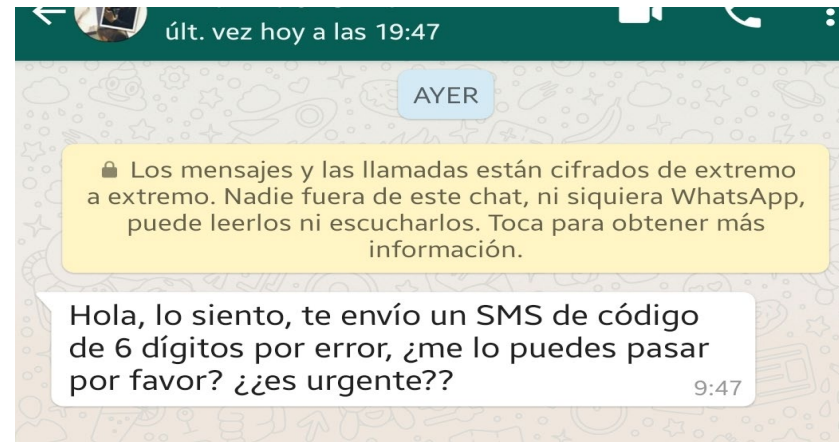 últ. vez hoy a las 19:47
AYER
Los mensajes y las llamadas están cifrados de extremo
a extremo. Nadie fuera de este chat, ni siquiera WhatsApp,
puede leerlos ni escucharlos. Toca para obtener más
información.
Hola, lo siento, te envío un SMS de código
de 6 dígitos por error, ¿me lo puedes pasar
por favor? ¿¿es urgente??
9:47